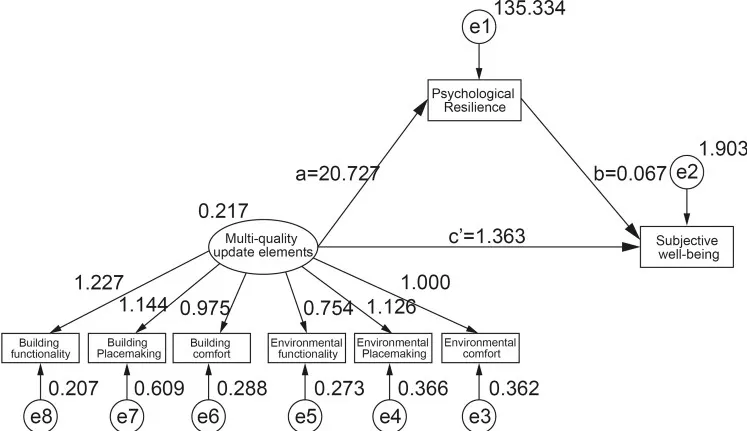 135.334
e1
Psychological
Resilience
1.903
a=20.727
b=0.067
e2
0.217
Multi-quality
update elements
c’=1.363
Subjective
well-being
1.227
1.144
0.975
0.754
1.126
1.000
Building
functionality
Building
Placemaking
Building
comfort
Environmental
functionality
Environmental
Placemaking
Environmental
comfort
0.207
0.609
0.288
0.273
0.366
0.362
e8
e7
e6
e5
e4
e3